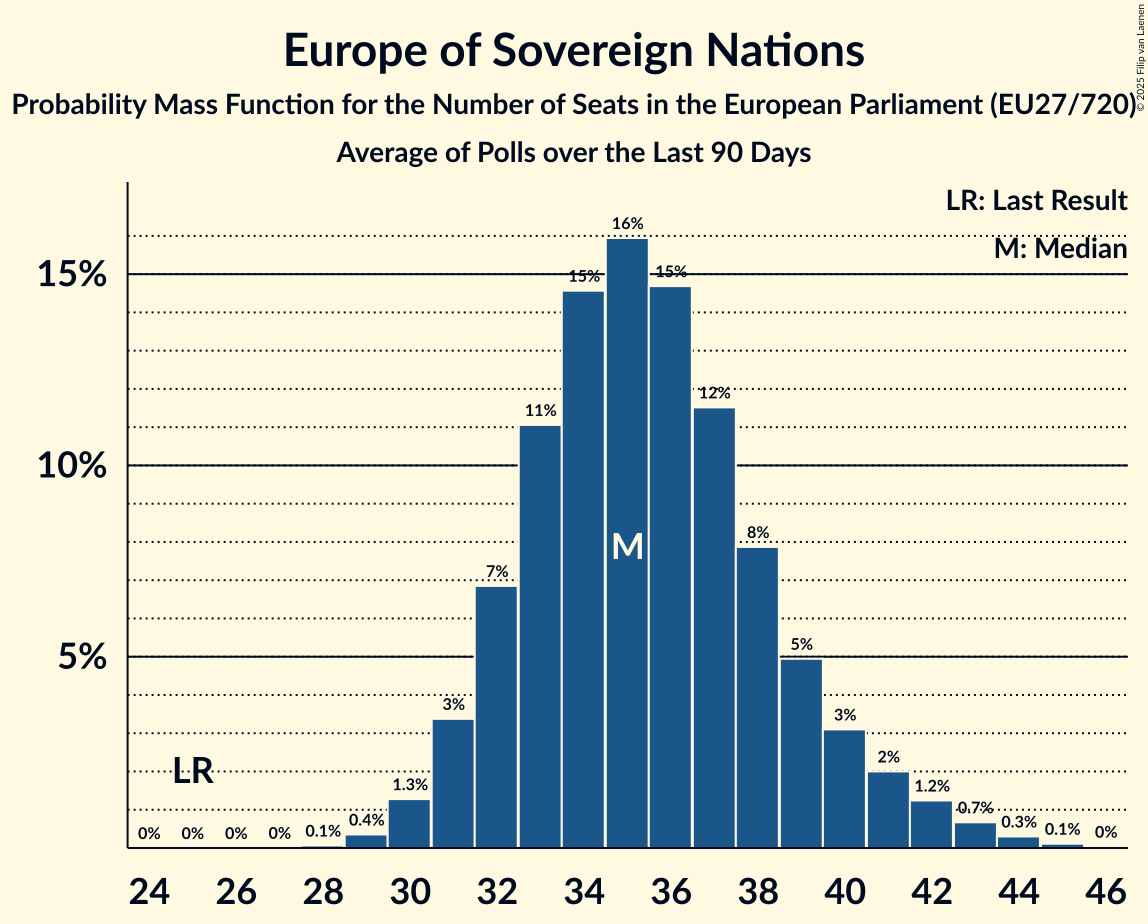 Europe of Sovereign Nations
Probability Mass Function for the Number of Seats in the European Parliament (EU27/720)
Average of Polls over the Last 90 Days
© 2025 Filip van Laenen
LR: Last Result
M: Median
15%
10%
5%
0%
0%
0%
0%
0.1%
0.4%
1.3%
3%
7%
11%
15%
16%
15%
12%
8%
5%
3%
2%
1.2%
0.7%
0.3%
0.1%
0%
LR
M
24 26 28 30 32 34 36 38 40 42 44 46